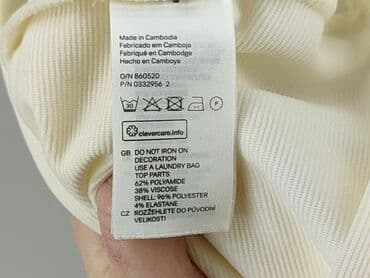 Made in Cambodia
Fabricado em Camboja
Fabriqué en Cambodge
Hecho en Camboya
O/N 860520
P/N 0332956 2
30 P
clevercare.info
GB DO NOT IRON ON
DECORATION
USE A LAUNDRY BAG
TOP PARTS
62% POLYAMIDE
38% VISCOSE
SHELL: 96% POLYESTER
4% ELASTANE
CZ ROZŽEHLETE DO PŮVODNÍ
VELIKOSTI